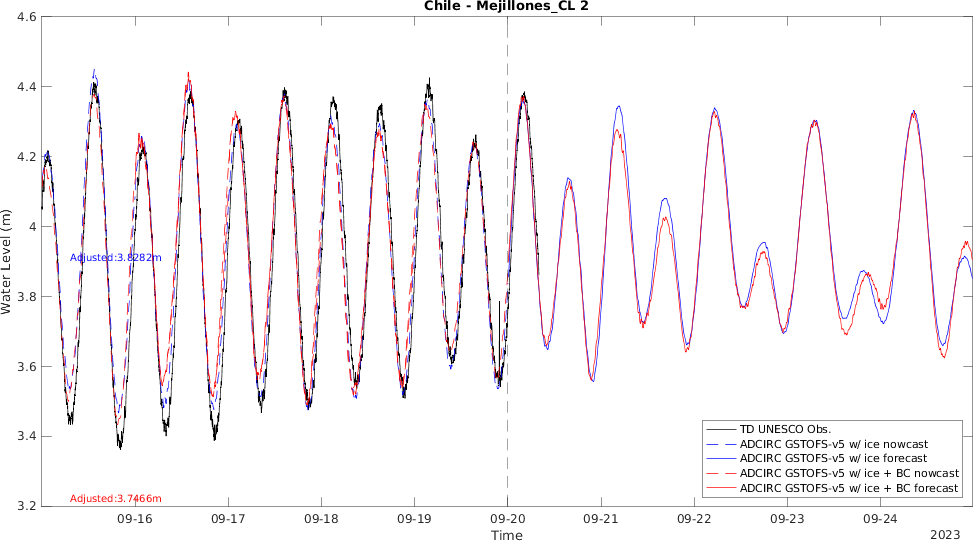 Chile - Mejillones_CL 2
4.6
4.4
4.2
4
3.8
3.6
3.4
3.2
Water Level (m)
Adjusted:3.8282m
Adjusted:3.7466m
TD UNESCO Obs.
ADCIRC GSTOFS-v5 w/ ice nowcast
ADCIRC GSTOFS-v5 w/ ice forecast
ADCIRC GSTOFS-v5 w/ ice + BC nowcast
ADCIRC GSTOFS-v5 w/ ice + BC forecast
09-16 09-17 09-18 09-19 09-20 09-21 09-22 09-23 09-24
Time
2023